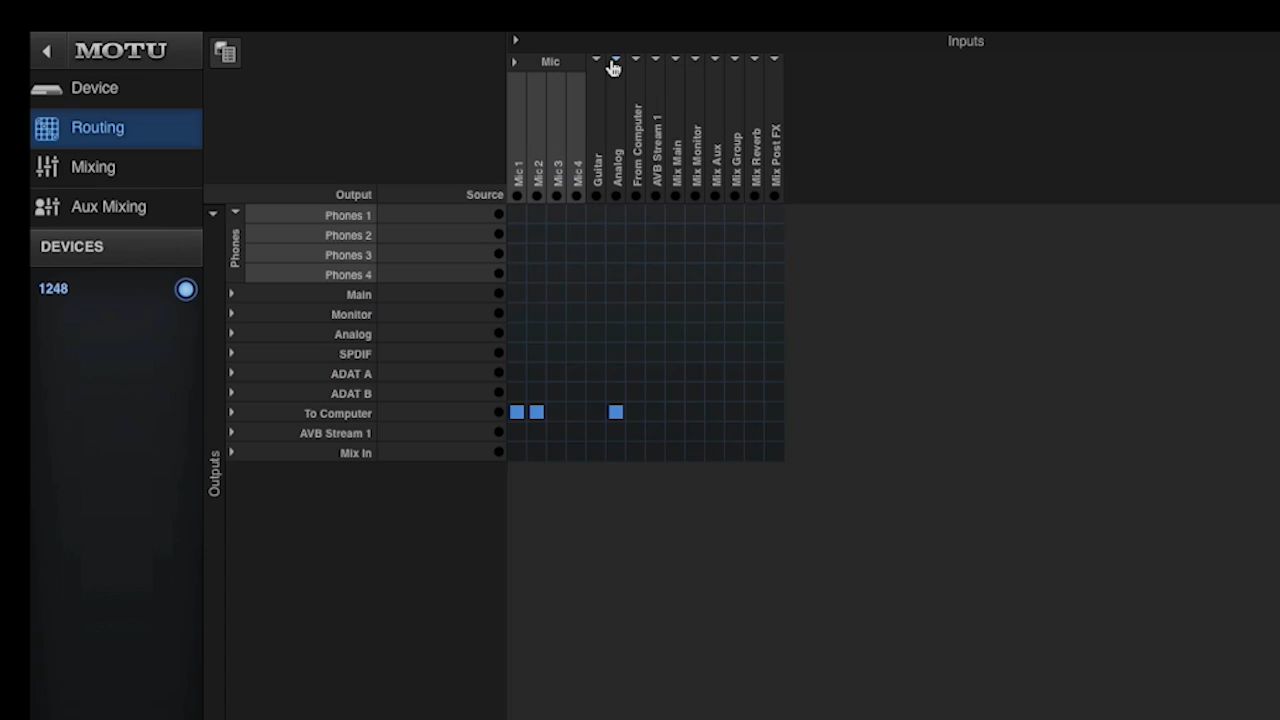 MOTU
Inputs
Device
Routing
Mixing
Aux Mixing
DEVICES
1248
Mic
Mic 1
Mic 2
Mic 3
Mic 4
Guitar
Analog
From Computer
AVB Stream 1
Mix Main
Mix Monitor
Mix Aux
Mix Group
Mix Reverb
Mix Post FX
Output
Source
Outputs
Phones
Phones 1
Phones 2
Phones 3
Phones 4
Main
Monitor
Analog
SPDIF
ADAT A
ADAT B
To Computer
AVB Stream 1
Mix In